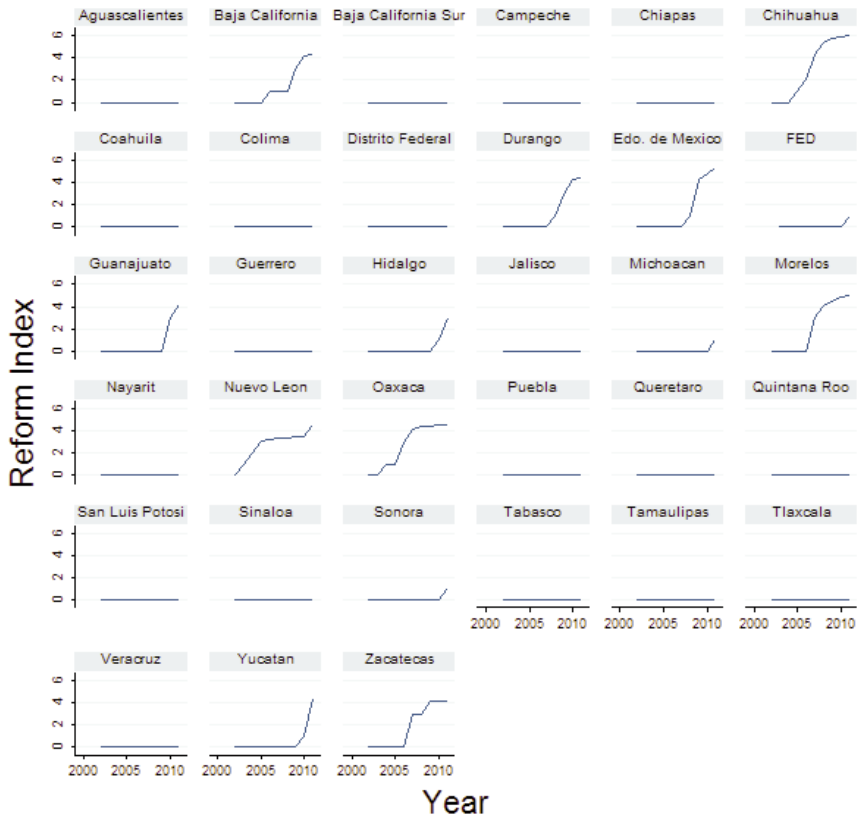 Aguascalientes Baja California Baja California Sur Campeche Chiapas Chihuahua
6
4
2
0
Coahuila Colima Distrito Federal Durango Edo. de Mexico FED
6
4
2
0
Guanajuato Guerrero Hidalgo Jalisco Michoacan Morelos
6
4
2
0
Nayarit Nuevo Leon Oaxaca Puebla Queretaro Quintana Roo
6
4
2
0
San Luis Potosi Sinaloa Sonora Tabasco Tamaulipas Tlaxcala
6
4
2
0
2000 2005 2010 2000 2005 2010 2000 2005 2010
Veracruz Yucatan Zacatecas
6
4
2
0
2000 2005 2010 2000 2005 2010 2000 2005 2010
Reform Index
Year